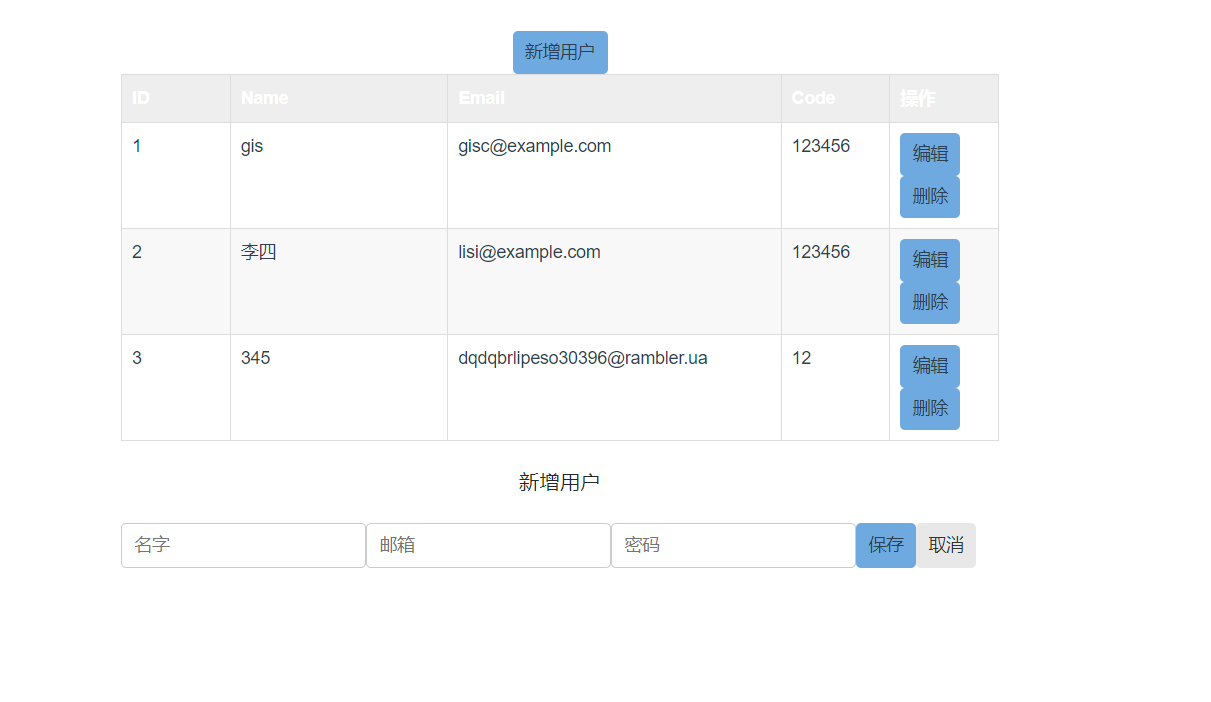 新增用户
ID Name Email Code 操作
1 gis gisc@example.com 123456 编辑
删除
2 李四 lisi@example.com 123456 编辑
删除
3 345 dqdqbrlipeso30396@rambler.ua 12 编辑
删除
新增用户
名字 邮箱 密码 保存 取消